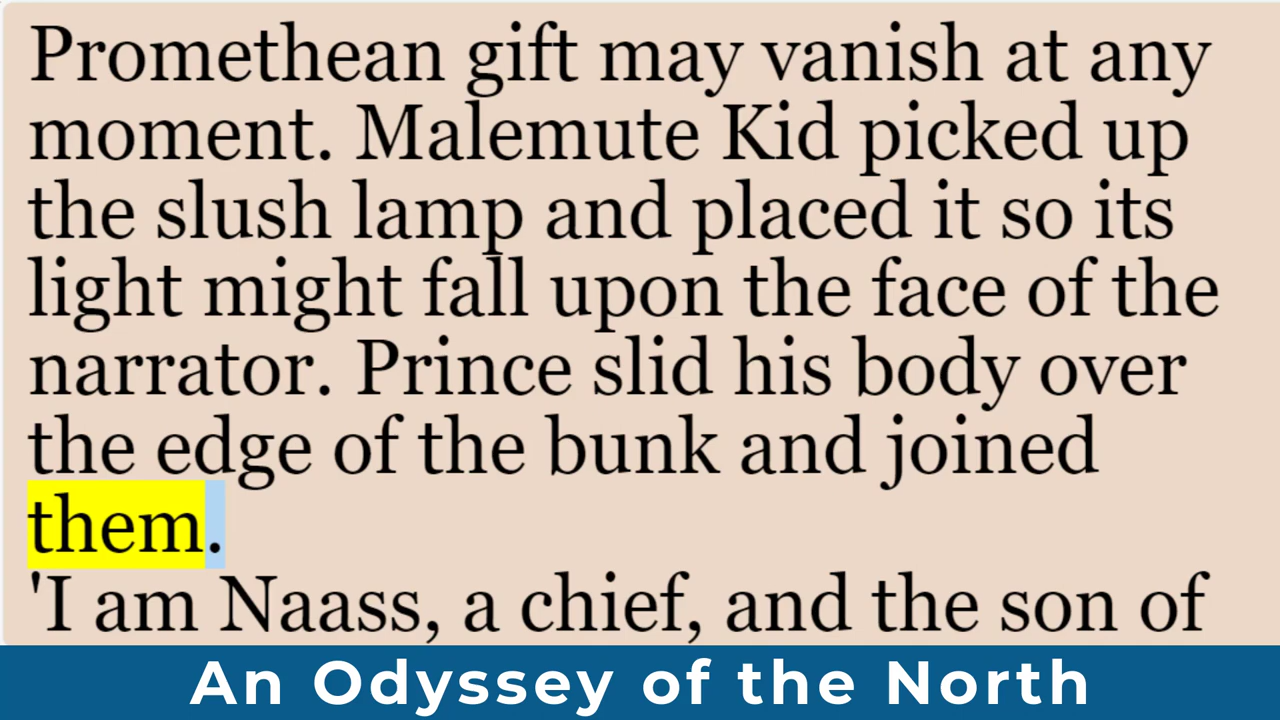 Promethean gift may vanish at any
moment. Malemute Kid picked up
the slush lamp and placed it so its
light might fall upon the face of the
narrator. Prince slid his body over
the edge of the bunk and joined
them.
'I am Naass, a chief, and the son of
An Odyssey of the North